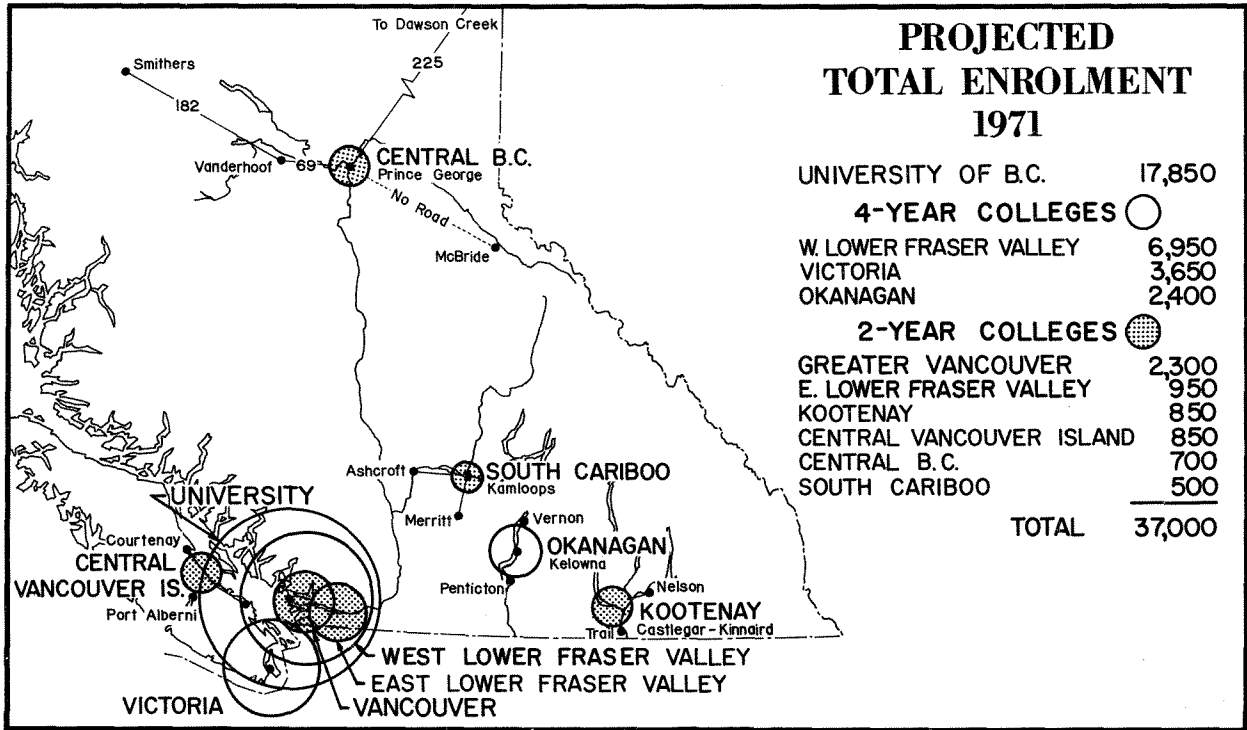 To Dawson Creek
225
Smithers
182
Vanderhoof
69
CENTRAL B.C.
Prince George
No Road
McBride
Ashcroft
SOUTH CARIBOO
Kamloops
Merritt
UNIVERSITY
Courtenay
CENTRAL
VANCOUVER IS.
Port Alberni
Vernon
OKANAGAN
Kelowna
Penticton
Nelson
KOOTENAY
Castlegar-Kinnaird
Trail
WEST LOWER FRASER VALLEY
EAST LOWER FRASER VALLEY
VANCOUVER
VICTORIA
PROJECTED
TOTAL ENROLMENT
1971
UNIVERSITY OF B.C. 17,850
4-YEAR COLLEGES
W. LOWER FRASER VALLEY 6,950
VICTORIA 3,650
OKANAGAN 2,400
2-YEAR COLLEGES
GREATER VANCOUVER 2,300
E. LOWER FRASER VALLEY 950
KOOTENAY 850
CENTRAL VANCOUVER ISLAND 850
CENTRAL B.C. 700
SOUTH CARIBOO 500
TOTAL 37,000